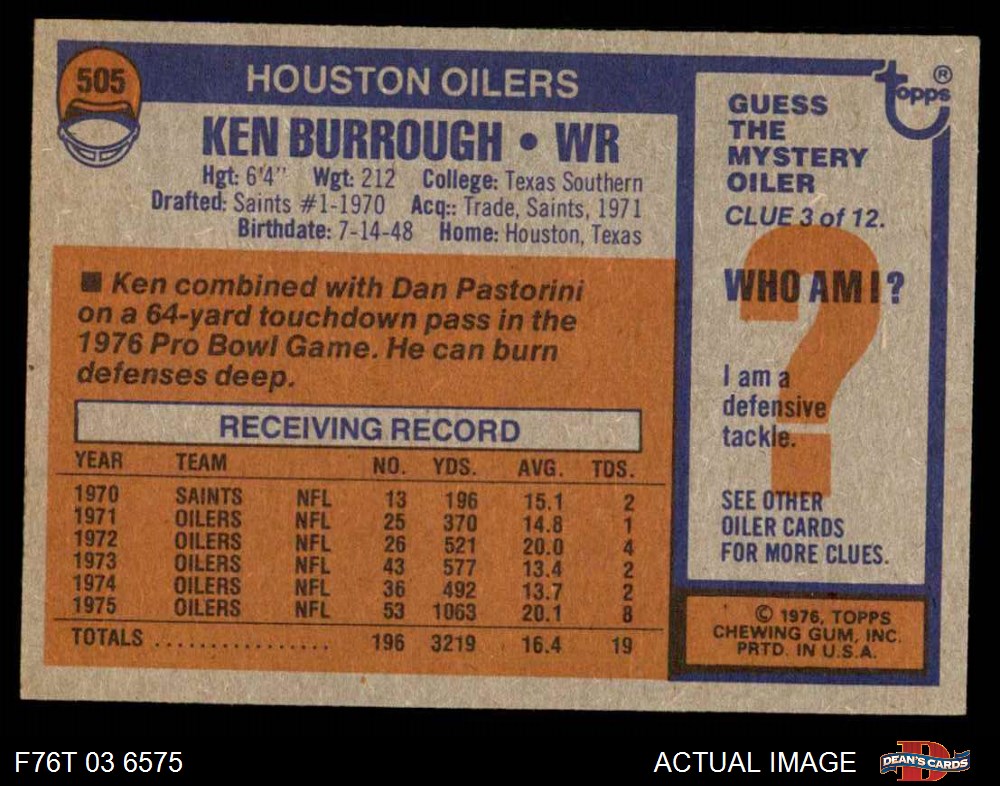 505
HOUSTON OILERS
KEN BURROUGH • WR
Hgt: 6'4" Wgt: 212 College: Texas Southern
Drafted: Saints #1-1970 Acq.: Trade, Saints, 1971
Birthdate: 7-14-48 Home: Houston, Texas
■ Ken combined with Dan Pastorini
on a 64-yard touchdown pass in the
1976 Pro Bowl Game. He can burn
defenses deep.
RECEIVING RECORD
YEAR TEAM NO. YDS. AVG. TDS.
1970 SAINTS NFL 13 196 15.1 2
1971 OILERS NFL 25 370 14.8 1
1972 OILERS NFL 26 521 20.0 4
1973 OILERS NFL 43 577 13.4 2
1974 OILERS NFL 36 492 13.7 2
1975 OILERS NFL 53 1063 20.1 8
TOTALS ................ 196 3219 16.4 19
topps®
GUESS
THE
MYSTERY
OILER
CLUE 3 of 12.
?
WHO AM I?
I am a
defensive
tackle.
SEE OTHER
OILER CARDS
FOR MORE CLUES.
© 1976, TOPPS
CHEWING GUM, INC.
PRTD. IN U.S.A.
F76T 03 6575
ACTUAL IMAGE
D
DEAN'S CARDS